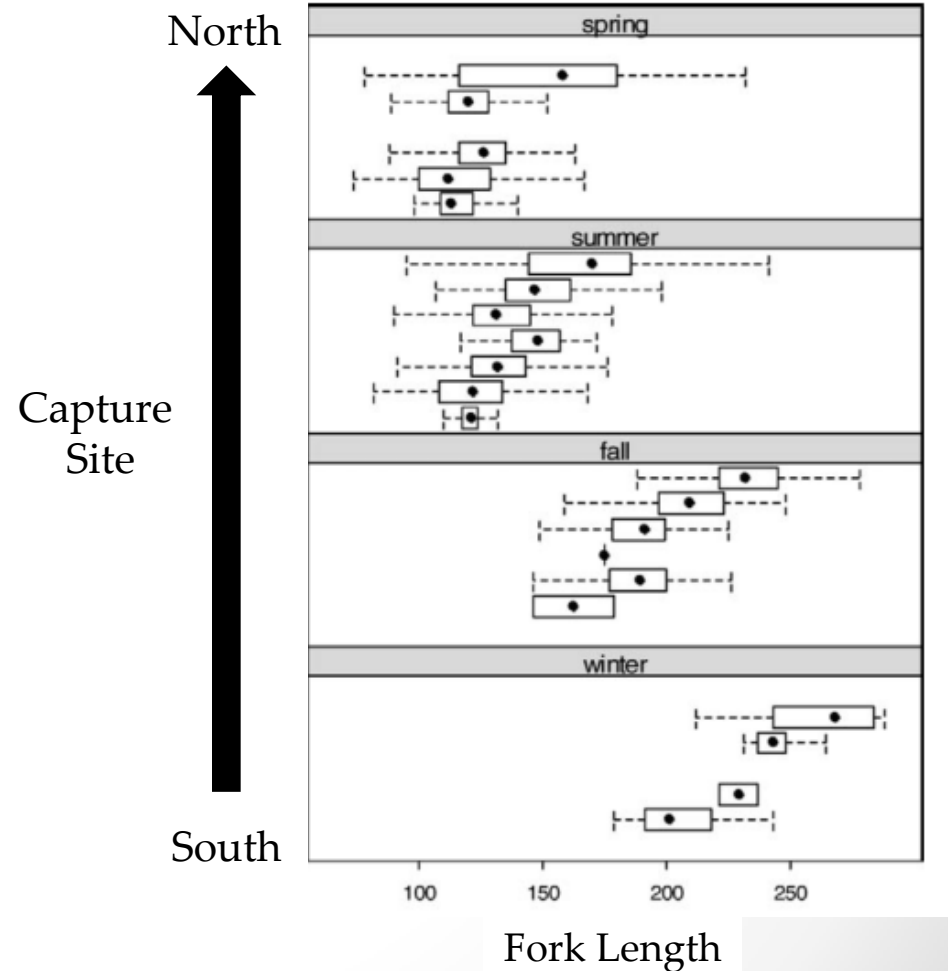 North
spring
summer
Capture
Site
fall
winter
South
100 150 200 250
Fork Length